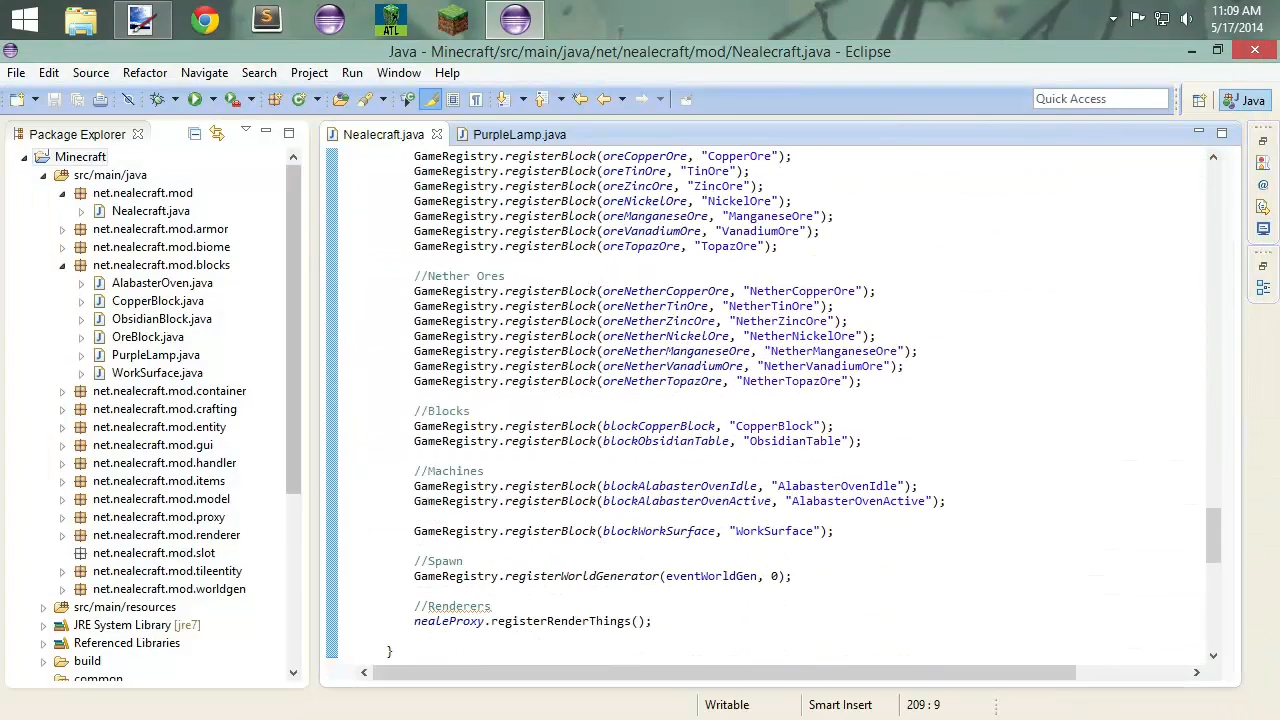 11:09 AM
5/17/2014
S
ATL
Java - Minecraft/src/main/java/net/nealecraft/mod/Nealecraft.java - Eclipse
File Edit Source Refactor Navigate Search Project Run Window Help
Quick Access
Java
Package Explorer
Nealecraft.java
PurpleLamp.java
Minecraft
src/main/java
net.nealecraft.mod
Nealecraft.java
net.nealecraft.mod.armor
net.nealecraft.mod.biome
net.nealecraft.mod.blocks
AlabasterOven.java
CopperBlock.java
ObsidianBlock.java
OreBlock.java
PurpleLamp.java
WorkSurface.java
net.nealecraft.mod.container
net.nealecraft.mod.crafting
net.nealecraft.mod.entity
net.nealecraft.mod.gui
net.nealecraft.mod.handler
net.nealecraft.mod.items
net.nealecraft.mod.model
net.nealecraft.mod.proxy
net.nealecraft.mod.renderer
net.nealecraft.mod.slot
net.nealecraft.mod.tileentity
net.nealecraft.mod.worldgen
src/main/resources
JRE System Library [jre7]
Referenced Libraries
build
common
GameRegistry.registerBlock(oreCopperOre, "CopperOre");
GameRegistry.registerBlock(oreTinOre, "TinOre");
GameRegistry.registerBlock(oreZincOre, "ZincOre");
GameRegistry.registerBlock(oreNickelOre, "NickelOre");
GameRegistry.registerBlock(oreManganeseOre, "ManganeseOre");
GameRegistry.registerBlock(oreVanadiumOre, "VanadiumOre");
GameRegistry.registerBlock(oreTopazOre, "TopazOre");
//Nether Ores
GameRegistry.registerBlock(oreNetherCopperOre, "NetherCopperOre");
GameRegistry.registerBlock(oreNetherTinOre, "NetherTinOre");
GameRegistry.registerBlock(oreNetherZincOre, "NetherZincOre");
GameRegistry.registerBlock(oreNetherNickelOre, "NetherNickelOre");
GameRegistry.registerBlock(oreNetherManganeseOre, "NetherManganeseOre");
GameRegistry.registerBlock(oreNetherVanadiumOre, "NetherVanadiumOre");
GameRegistry.registerBlock(oreNetherTopazOre, "NetherTopazOre");
//Blocks
GameRegistry.registerBlock(blockCopperBlock, "CopperBlock");
GameRegistry.registerBlock(blockObsidianTable, "ObsidianTable");
//Machines
GameRegistry.registerBlock(blockAlabasterOvenIdle, "AlabasterOvenIdle");
GameRegistry.registerBlock(blockAlabasterOvenActive, "AlabasterOvenActive");
GameRegistry.registerBlock(blockWorkSurface, "WorkSurface");
//Spawn
GameRegistry.registerWorldGenerator(eventWorldGen, 0);
//Renderers
nealeProxy.registerRenderThings();
}
Writable
Smart Insert
209 : 9